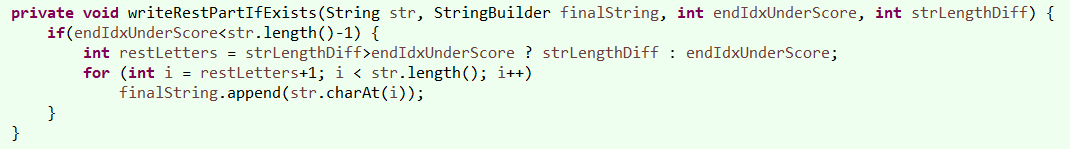 private void writeRestPartIfExists(String str, StringBuilder finalString, int endIdxUnderScore, int strLengthDiff) {
    if(endIdxUnderScore<str.length()-1) {
        int restLetters = strLengthDiff>endIdxUnderScore ? strLengthDiff : endIdxUnderScore;
        for (int i = restLetters+1; i < str.length(); i++)
            finalString.append(str.charAt(i));
    }
}